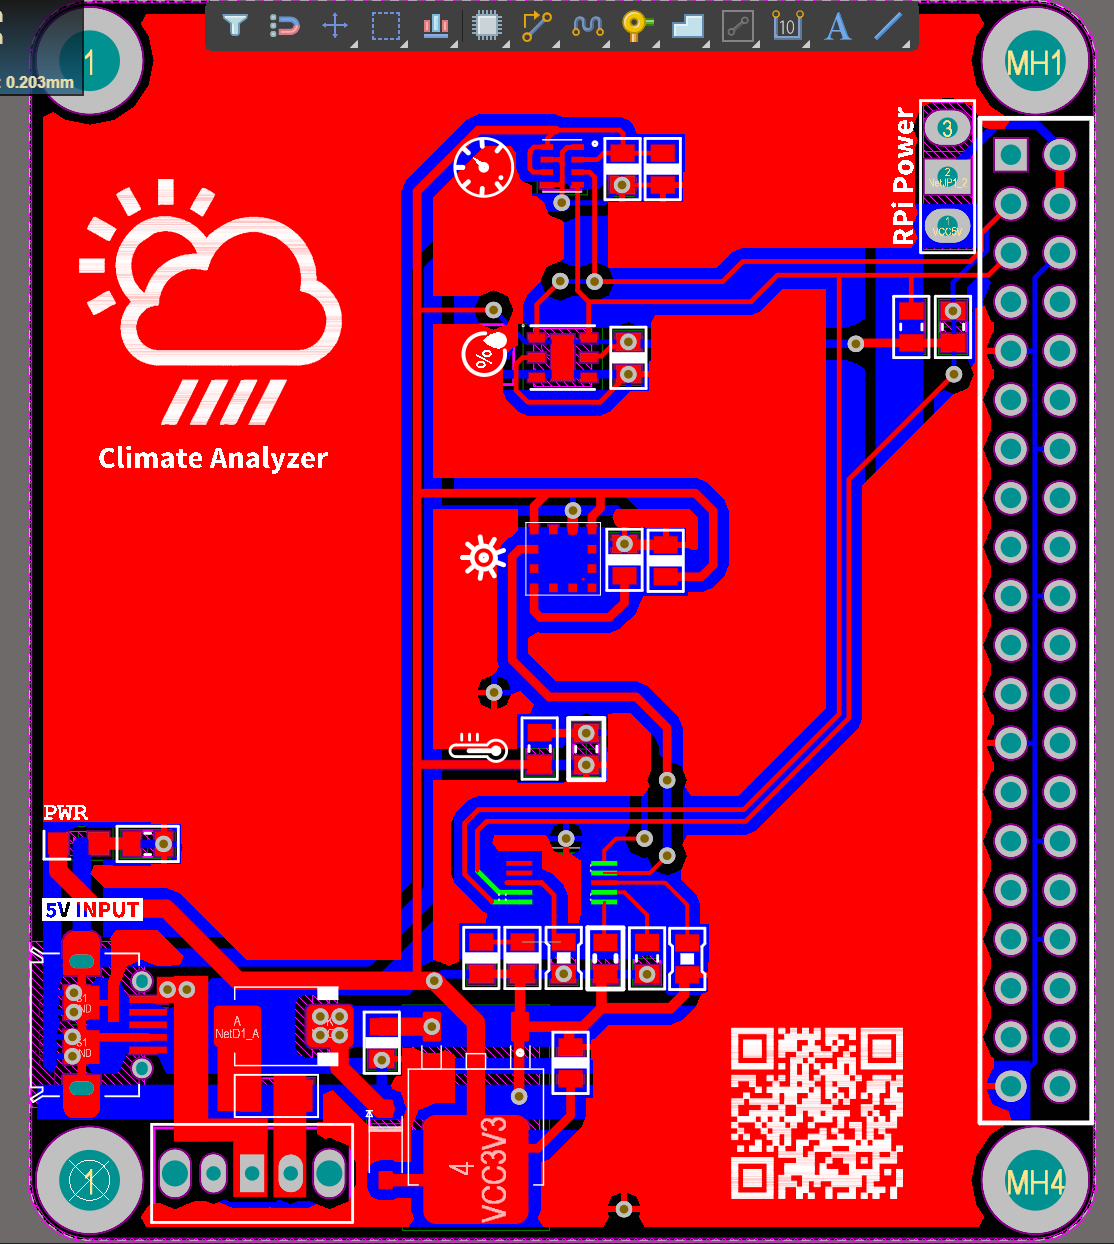 : 0.203mm
10
A
1
MH1
RPi Power
3
2
NetJP1_2
1
VCC5V
%
Climate Analyzer
PWR
5V INPUT
A
NetD1_A
1
4
VCC3V3
MH4